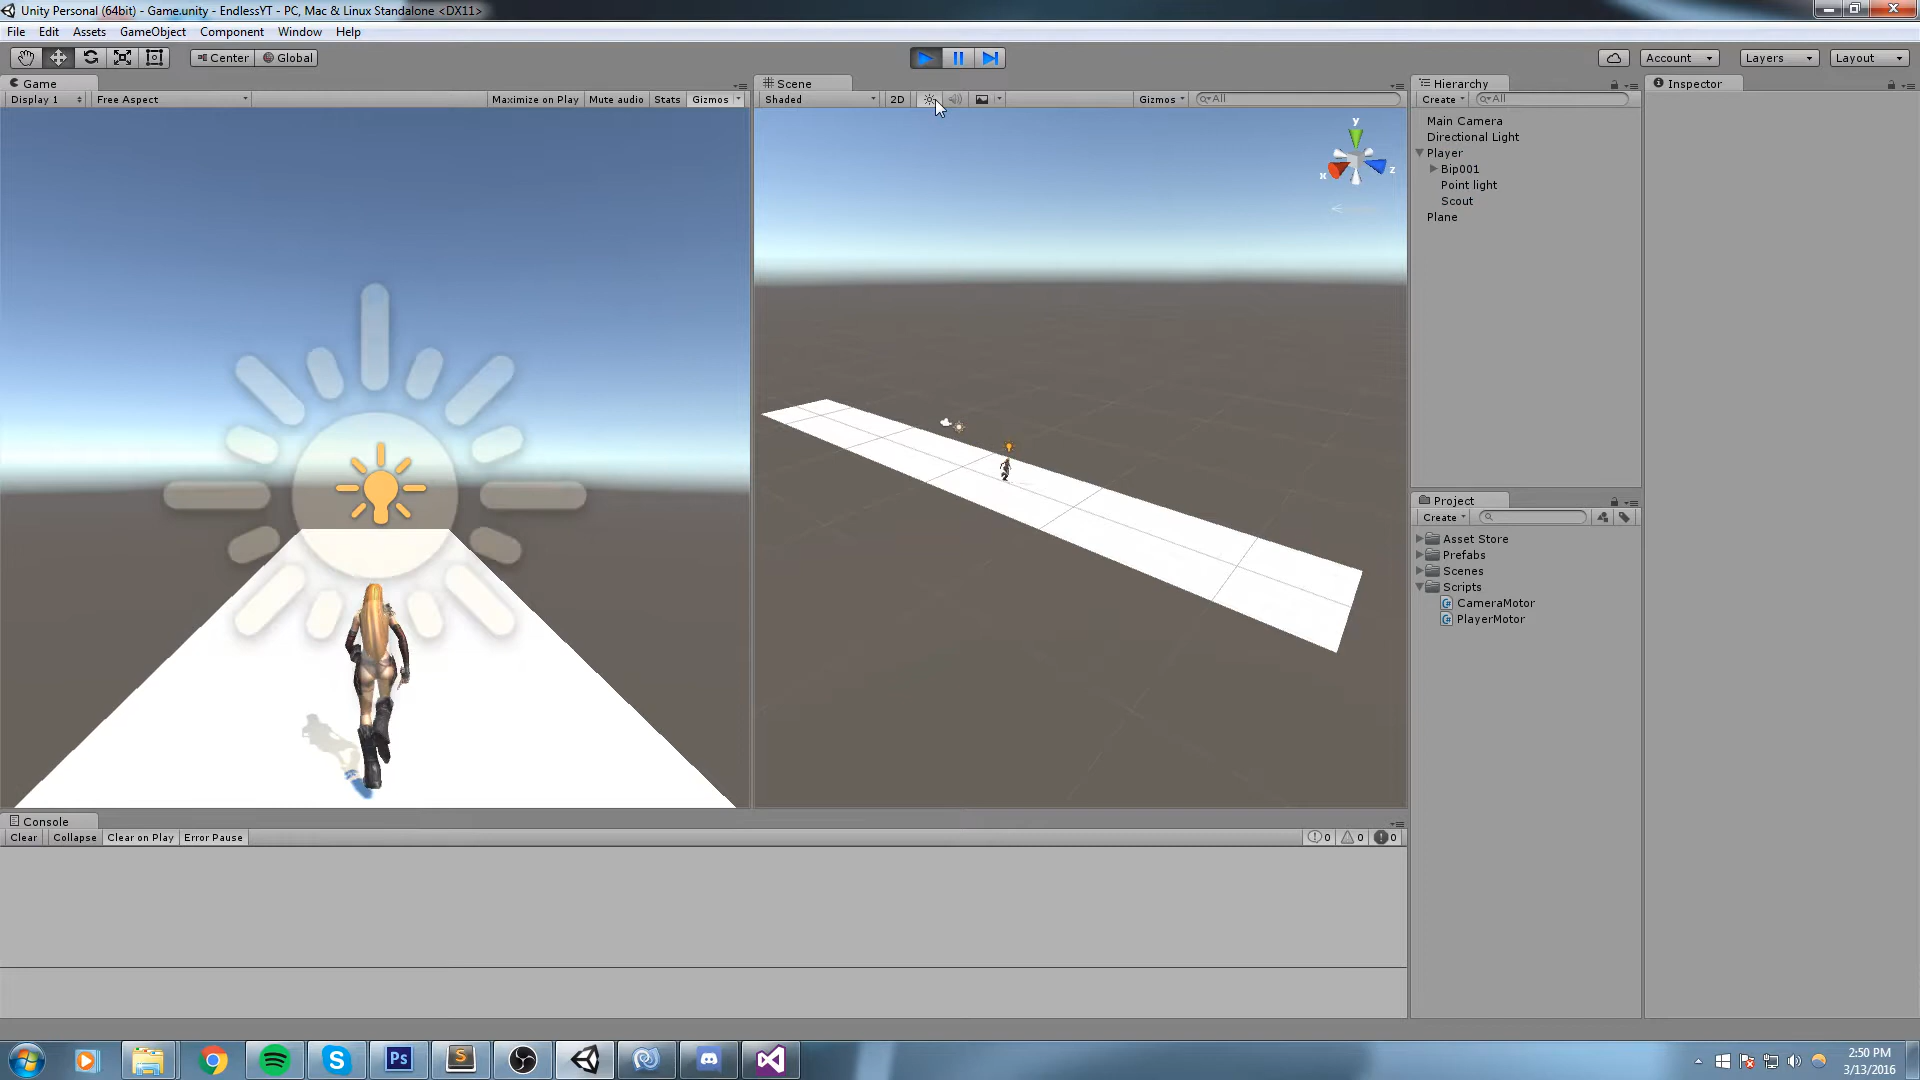 Unity Personal (64bit) - Game.unity - EndlessYT - PC, Mac & Linux Standalone <DX11>
File Edit Assets GameObject Component Window Help
Center Global Account Layers Layout
Game Scene Hierarchy Inspector
Display 1 Free Aspect Maximize on Play Mute audio Stats Gizmos Shaded 2D Gizmos All Create All
y
x
z
Main Camera
Directional Light
Player
Bip001
Point light
Scout
Plane
Project
Create
Asset Store
Prefabs
Scenes
Scripts
CameraMotor
PlayerMotor
Console
Clear Collapse Clear on Play Error Pause 0 0 0
Ps S S
2:50 PM
3/13/2016